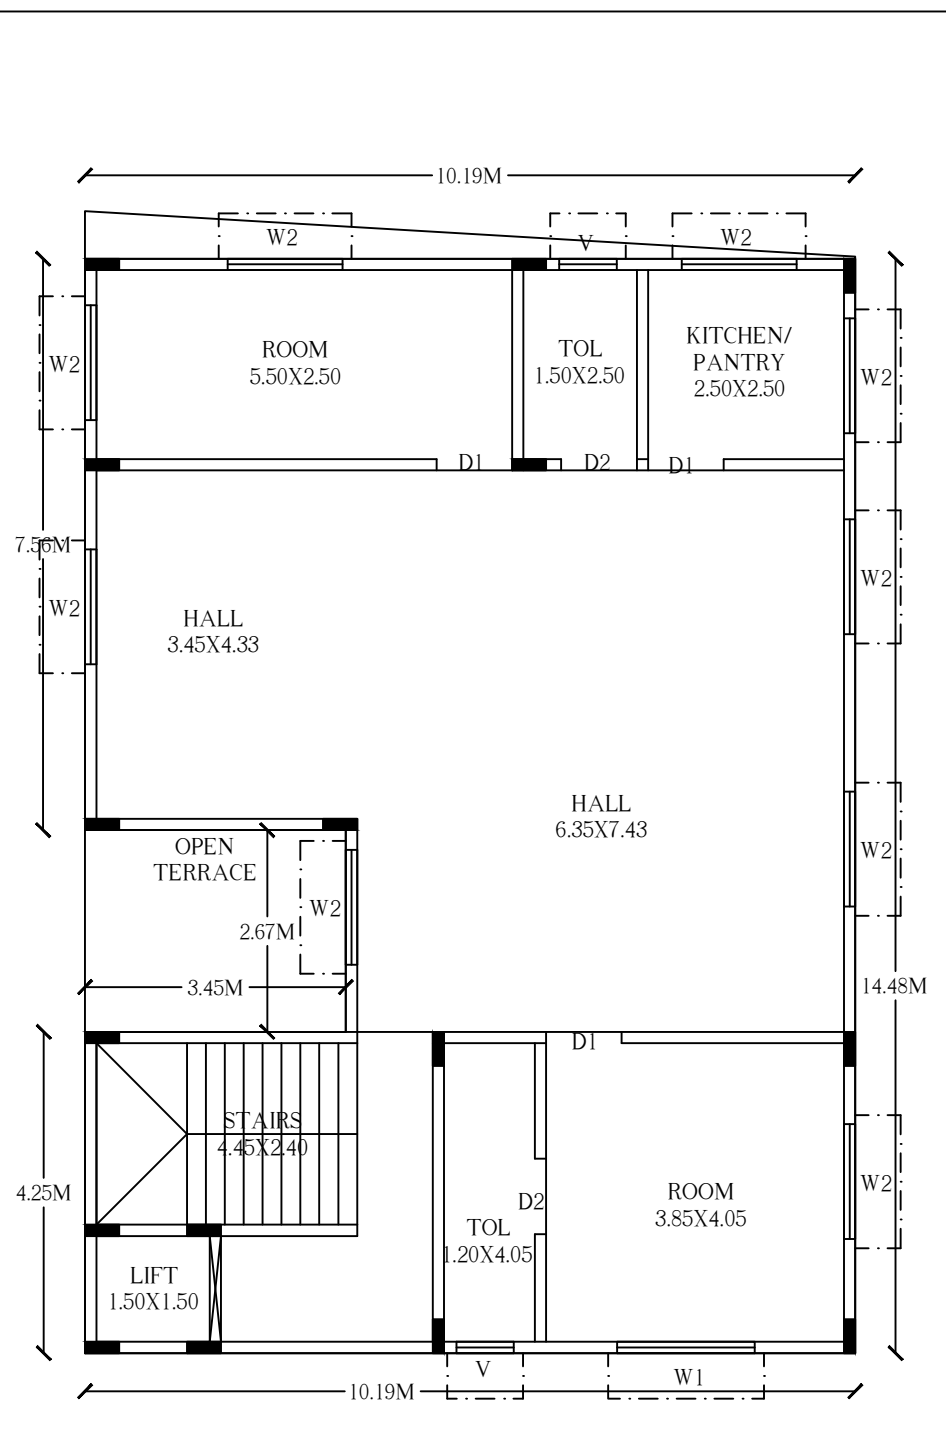 10.19M
W2
V
W2
ROOM
5.50X2.50
TOL
1.50X2.50
KITCHEN/
PANTRY
2.50X2.50
W2
W2
D1
D2
D1
7.56M
W2
W2
HALL
3.45X4.33
HALL
6.35X7.43
OPEN
TERRACE
W2
W2
2.67M
3.45M
14.48M
D1
STAIRS
4.45X2.40
4.25M
D2
ROOM
3.85X4.05
W2
TOL
1.20X4.05
LIFT
1.50X1.50
V
W1
10.19M